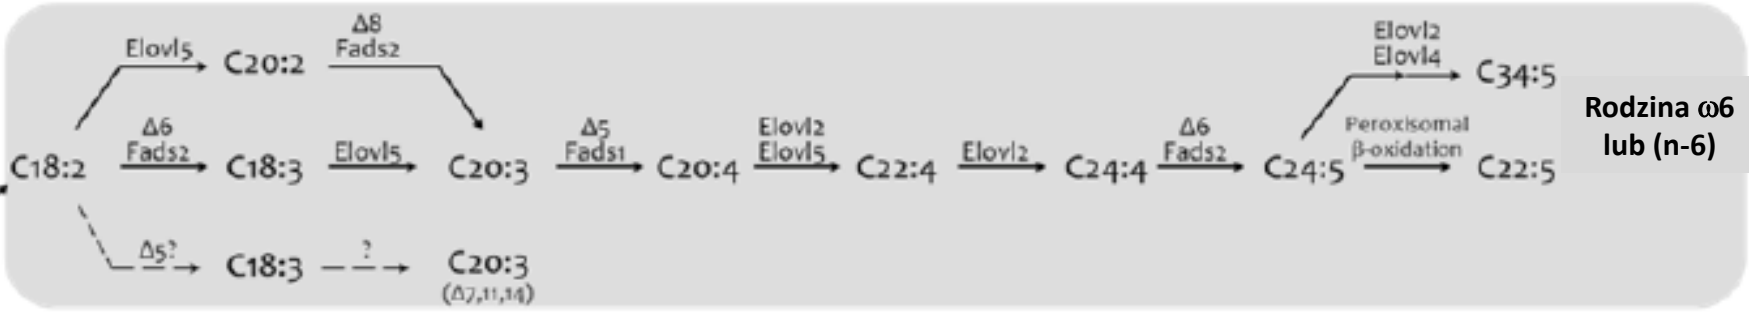 Elovl5
C20:2
Δ8
Fads2
Elovl2
Elovl4
C34:5
C18:2
Δ6
Fads2
C18:3
Elovl5
C20:3
Δ5
Fads1
C20:4
Elovl2
Elovl5
C22:4
Elovl2
C24:4
Δ6
Fads2
C24:5
Peroxisomal
β-oxidation
C22:5
Rodzina ω6
lub (n-6)
Δ5?
C18:3
?
C20:3
(Δ7,11,14)